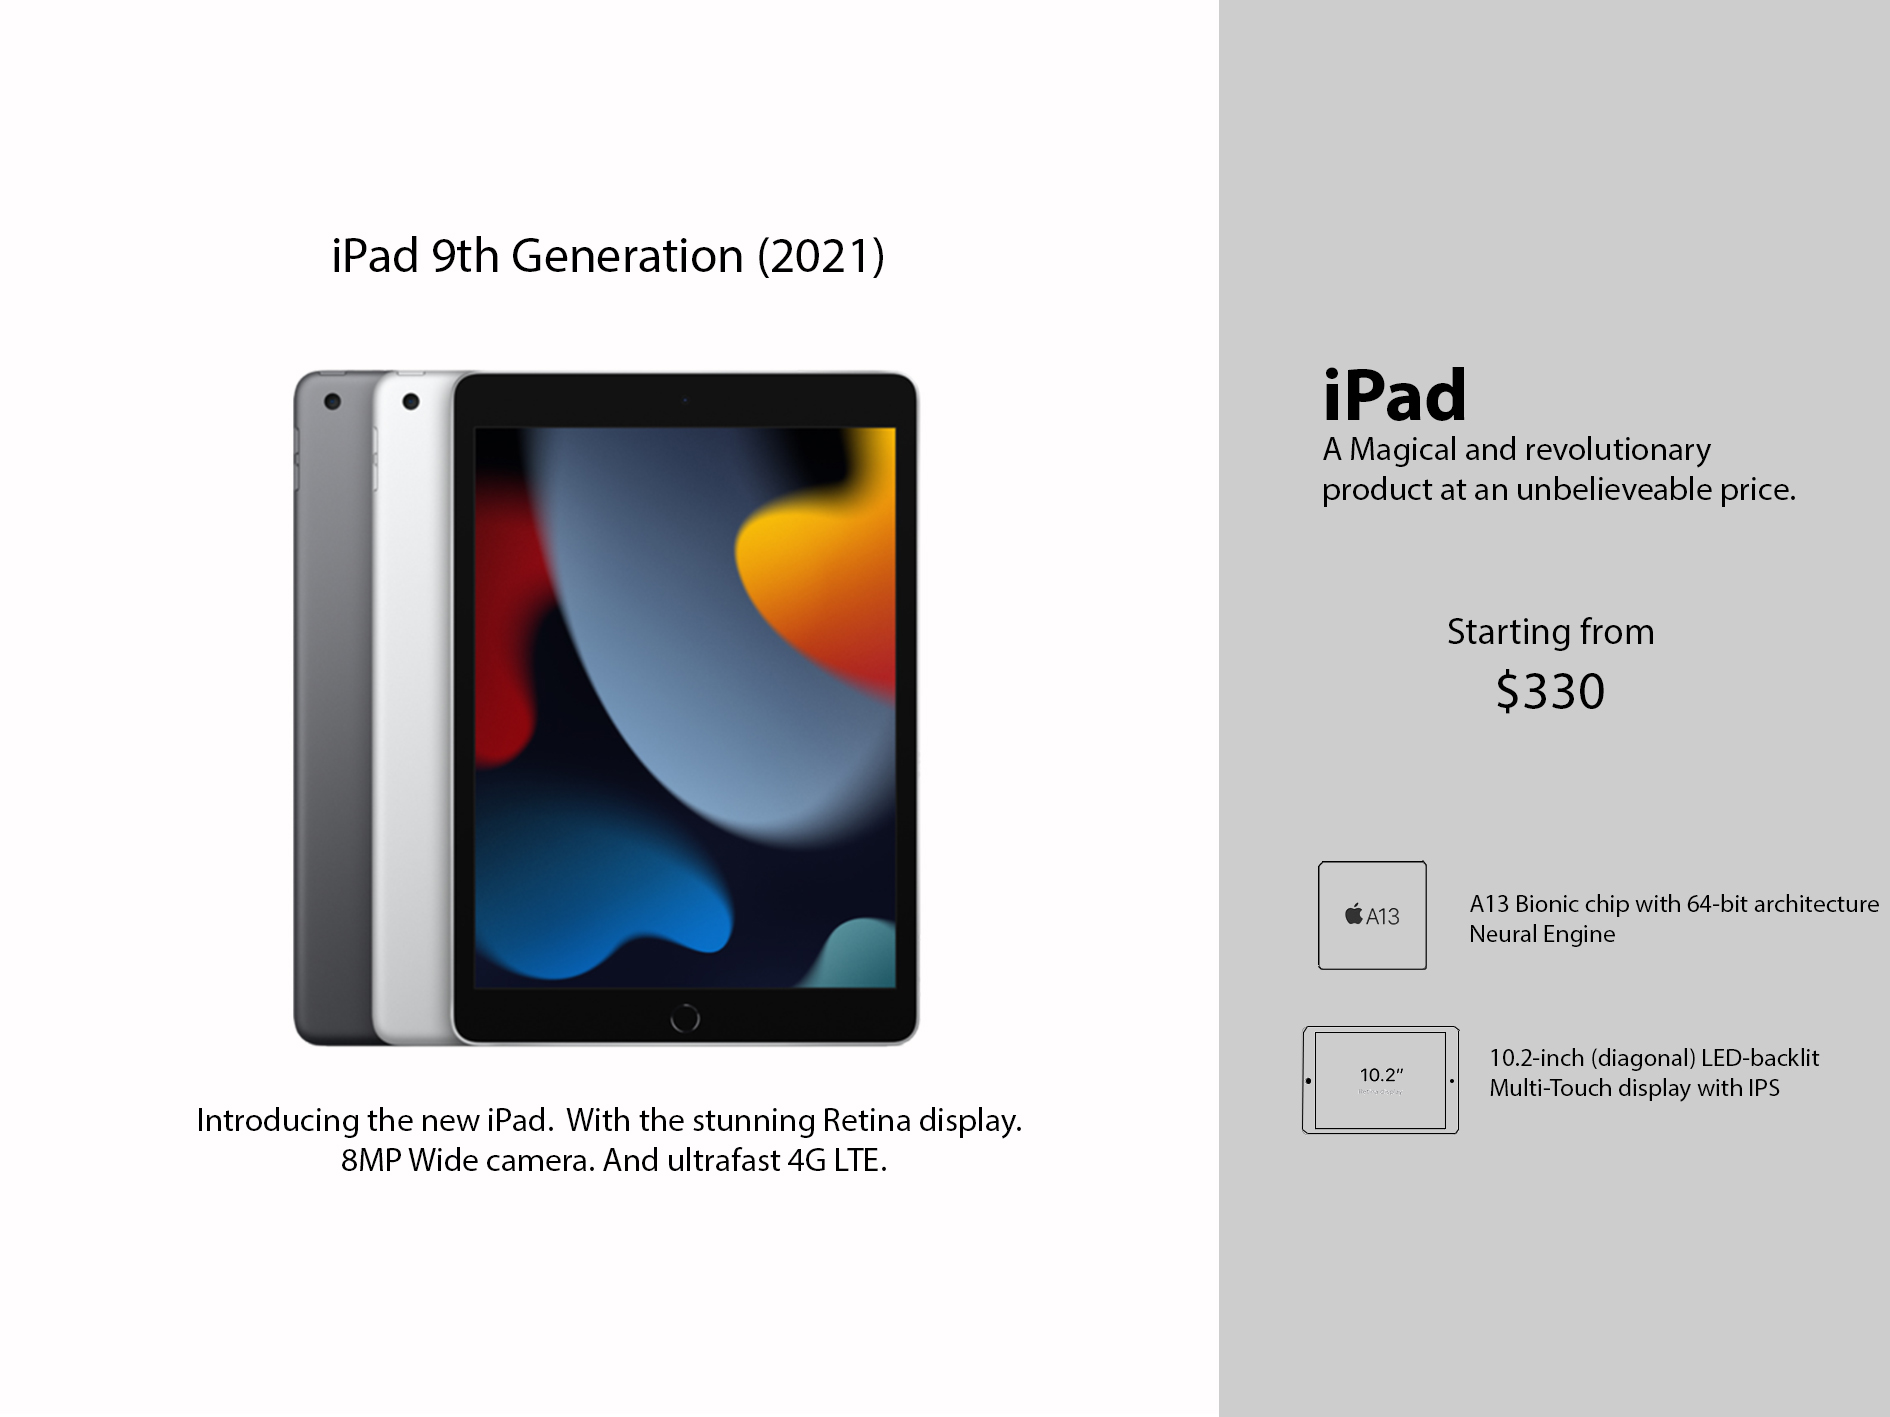 iPad 9th Generation (2021)
Introducing the new iPad.  With the stunning Retina display.
8MP Wide camera. And ultrafast 4G LTE.
iPad
A Magical and revolutionary
product at an unbelieveable price.
Starting from
$330
A13
A13 Bionic chip with 64-bit architecture
Neural Engine
10.2”
Retina display
10.2-inch (diagonal) LED-backlit
Multi-Touch display with IPS